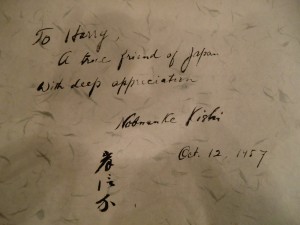 To Harry,
A true friend of Japan
With deep appreciation
Nobusuke Kishi
岸信介
Oct. 12, 1957